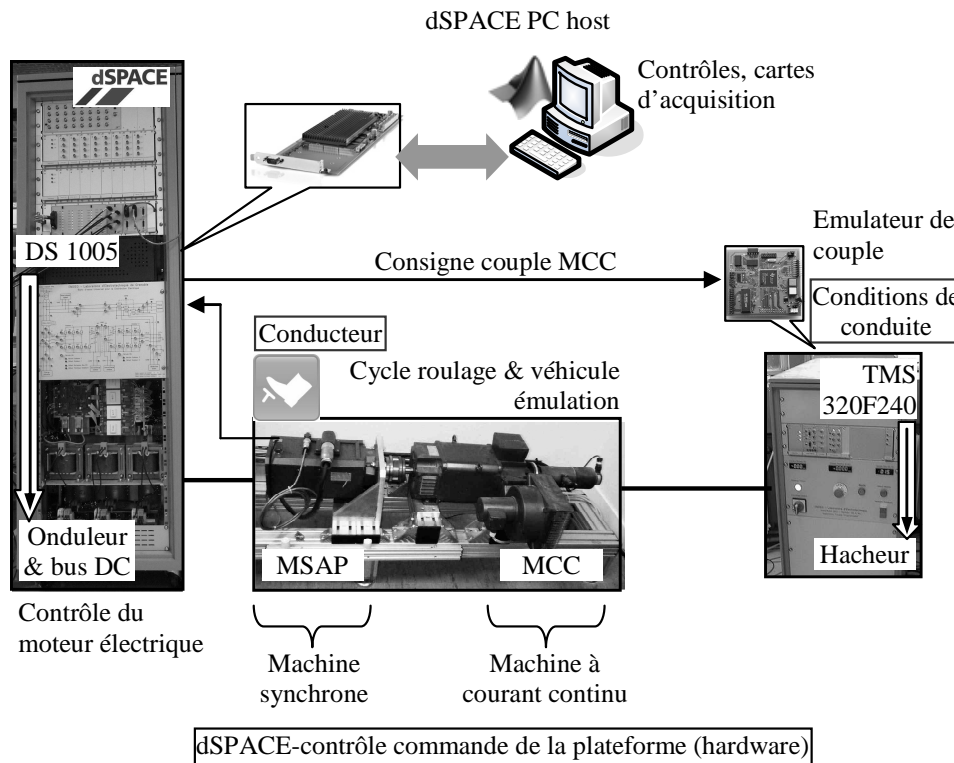 dSPACE PC host
dSPACE
Contrôles, cartes
d’acquisition
DS 1005
Consigne couple MCC
Emulateur de
couple
Conditions de
conduite
Conducteur
Cycle roulage & véhicule
émulation
TMS
320F240
Onduleur
& bus DC
MSAP
MCC
Hacheur
Contrôle du
moteur électrique
Machine
synchrone
Machine à
courant continu
dSPACE-contrôle commande de la plateforme (hardware)